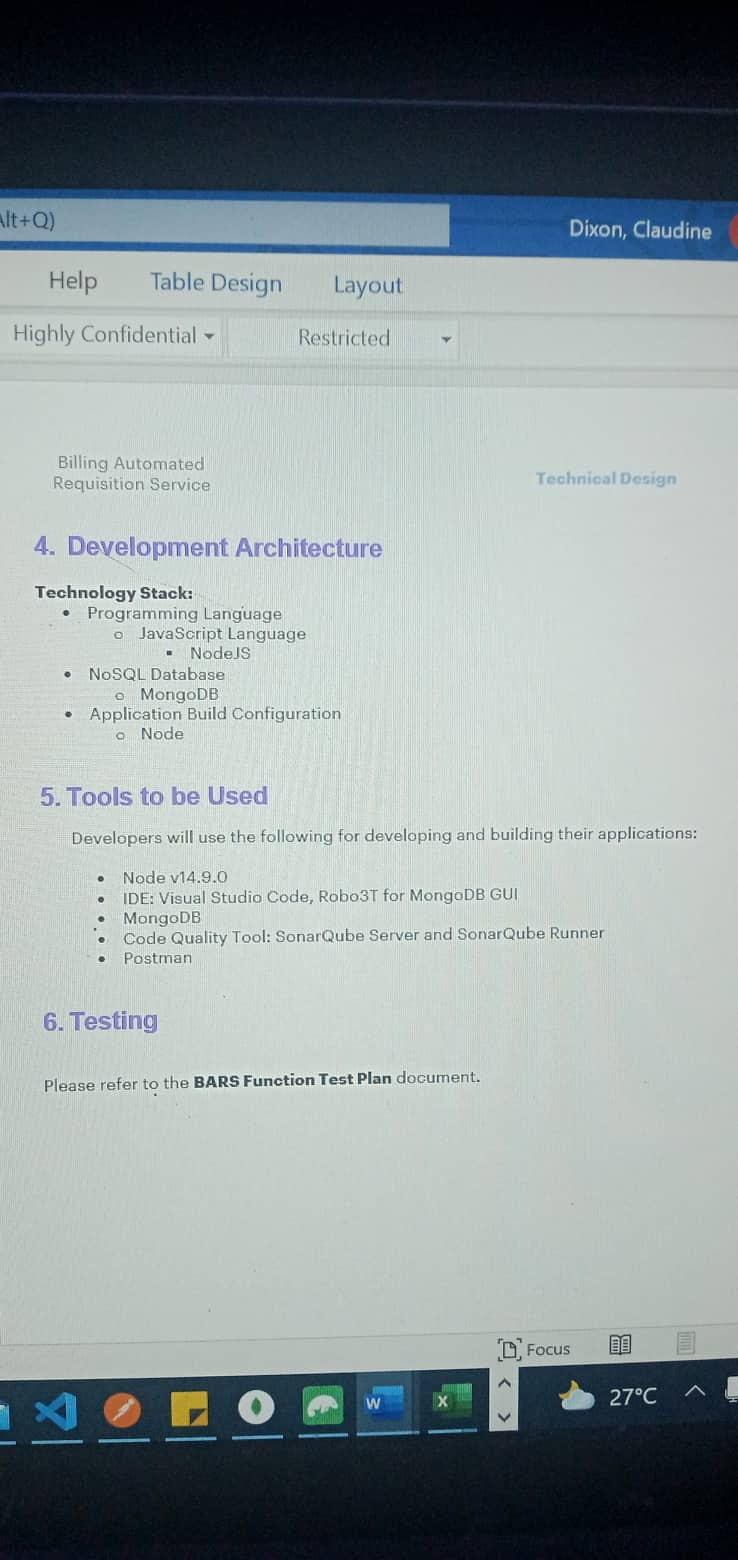 Alt+Q)
Dixon, Claudine
Help Table Design Layout
Highly Confidential Restricted
Billing Automated
Requisition Service
Technical Design
4. Development Architecture
Technology Stack:
• Programming Language
o JavaScript Language
▪ NodeJS
• NoSQL Database
o MongoDB
• Application Build Configuration
o Node
5. Tools to be Used
Developers will use the following for developing and building their applications:
• Node v14.9.0
• IDE: Visual Studio Code, Robo3T for MongoDB GUI
• MongoDB
• Code Quality Tool: SonarQube Server and SonarQube Runner
• Postman
6. Testing
Please refer to the BARS Function Test Plan document.
Focus
W X 27°C